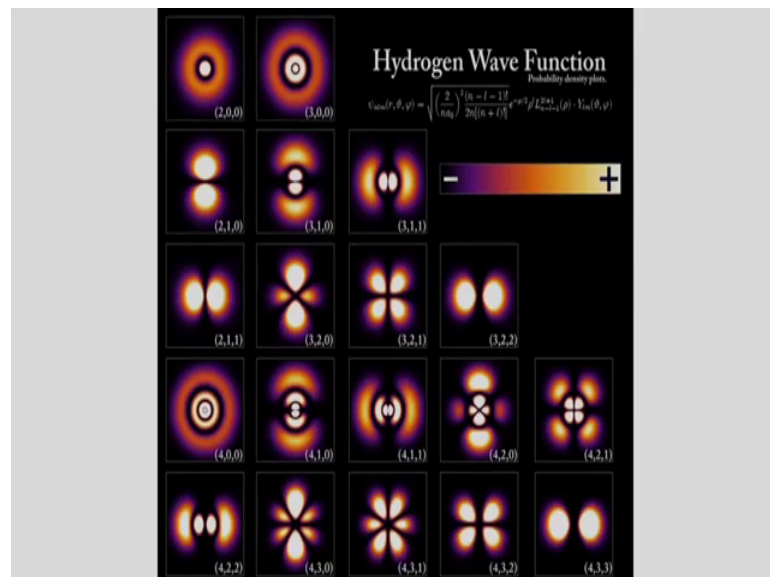 Hydrogen Wave Function
Probability density plots.
(2,0,0) (3,0,0)
− +
(2,1,0) (3,1,0) (3,1,1)
(2,1,1) (3,2,0) (3,2,1) (3,2,2)
(4,0,0) (4,1,0) (4,1,1) (4,2,0) (4,2,1)
(4,2,2) (4,3,0) (4,3,1) (4,3,2) (4,3,3)